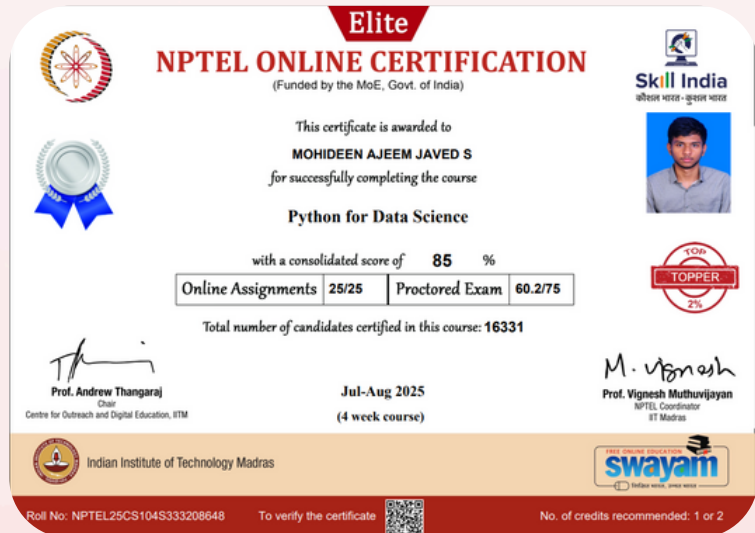 Elite
NPTEL ONLINE CERTIFICATION
(Funded by the MoE, Govt. of India)
Skill India
कौशल भारत - कुशल भारत
This certificate is awarded to
MOHIDEEN AJEEM JAVED S
for successfully completing the course
Python for Data Science
with a consolidated score of 85 %
Online Assignments 25/25 Proctored Exam 60.2/75
TOP
TOPPER
2%
Total number of candidates certified in this course: 16331
M. Vignesh
Prof. Andrew Thangaraj
Chair
Centre for Outreach and Digital Education, IITM
Jul-Aug 2025
(4 week course)
Prof. Vignesh Muthuvijayan
NPTEL Coordinator
IIT Madras
Indian Institute of Technology Madras
FREE ONLINE EDUCATION
swayam
शिक्षित भारत, उन्नत भारत
Roll No: NPTEL25CS104S333208648 To verify the certificate No. of credits recommended: 1 or 2